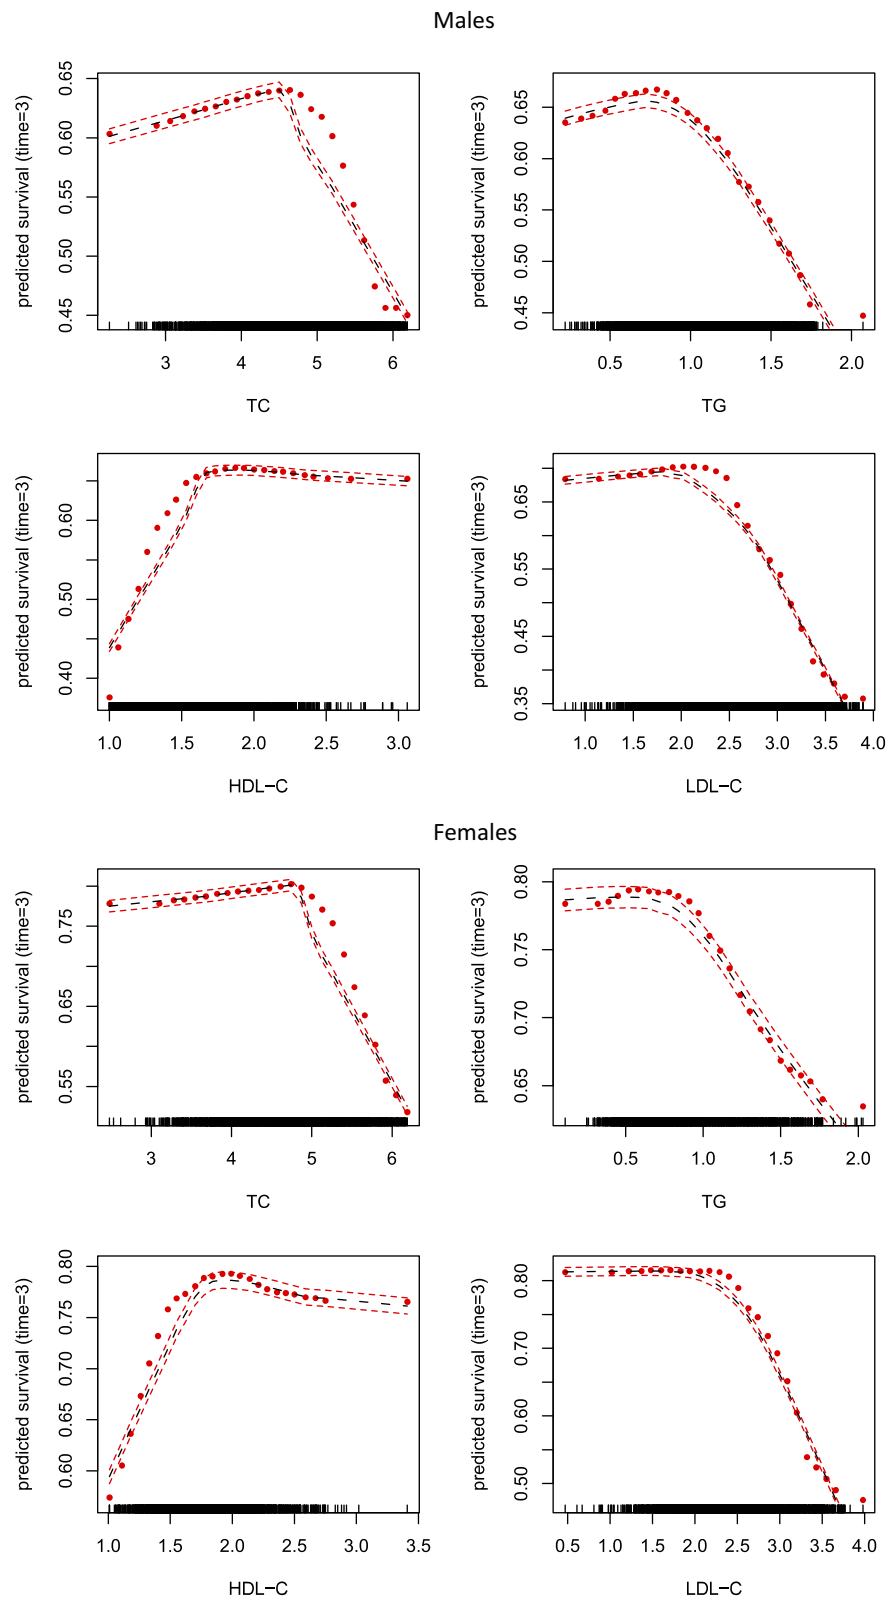 Males
predicted survival (time=3)
0.65
0.60
0.55
0.50
0.45
3 4 5 6
TC
predicted survival (time=3)
0.65
0.60
0.55
0.50
0.45
0.5 1.0 1.5 2.0
TG
predicted survival (time=3)
0.60
0.50
0.40
1.0 1.5 2.0 2.5 3.0
HDL−C
predicted survival (time=3)
0.65
0.55
0.45
0.35
1.0 1.5 2.0 2.5 3.0 3.5 4.0
LDL−C
Females
predicted survival (time=3)
0.75
0.65
0.55
3 4 5 6
TC
predicted survival (time=3)
0.80
0.75
0.70
0.65
0.5 1.0 1.5 2.0
TG
predicted survival (time=3)
0.80
0.75
0.70
0.65
0.60
1.0 1.5 2.0 2.5 3.0 3.5
HDL−C
predicted survival (time=3)
0.80
0.70
0.60
0.50
0.5 1.0 1.5 2.0 2.5 3.0 3.5 4.0
LDL−C